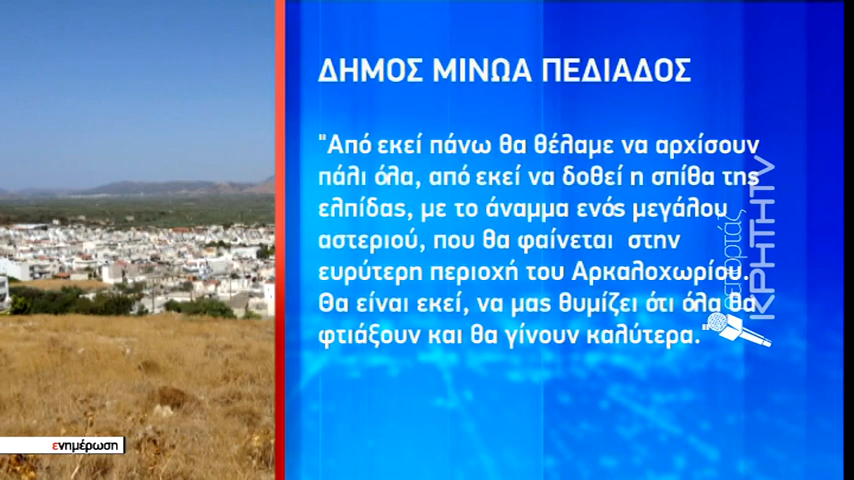 ΔΗΜΟΣ ΜΙΝΩΑ ΠΕΔΙΑΔΟΣ
"Από εκεί πάνω θα θέλαμε να αρχίσουν
πάλι όλα, από εκεί να δοθεί η σπίθα της
ελπίδας, με το άναμμα ενός μεγάλου
αστεριού, που θα φαίνεται στην
ευρύτερη περιοχή του Αρκαλοχωρίου.
Θα είναι εκεί, να μας θυμίζει ότι όλα θα
φτιάξουν και θα γίνουν καλύτερα."
ρεπορτάζ
ΚΡΗΤΗTV
ενημέρωση